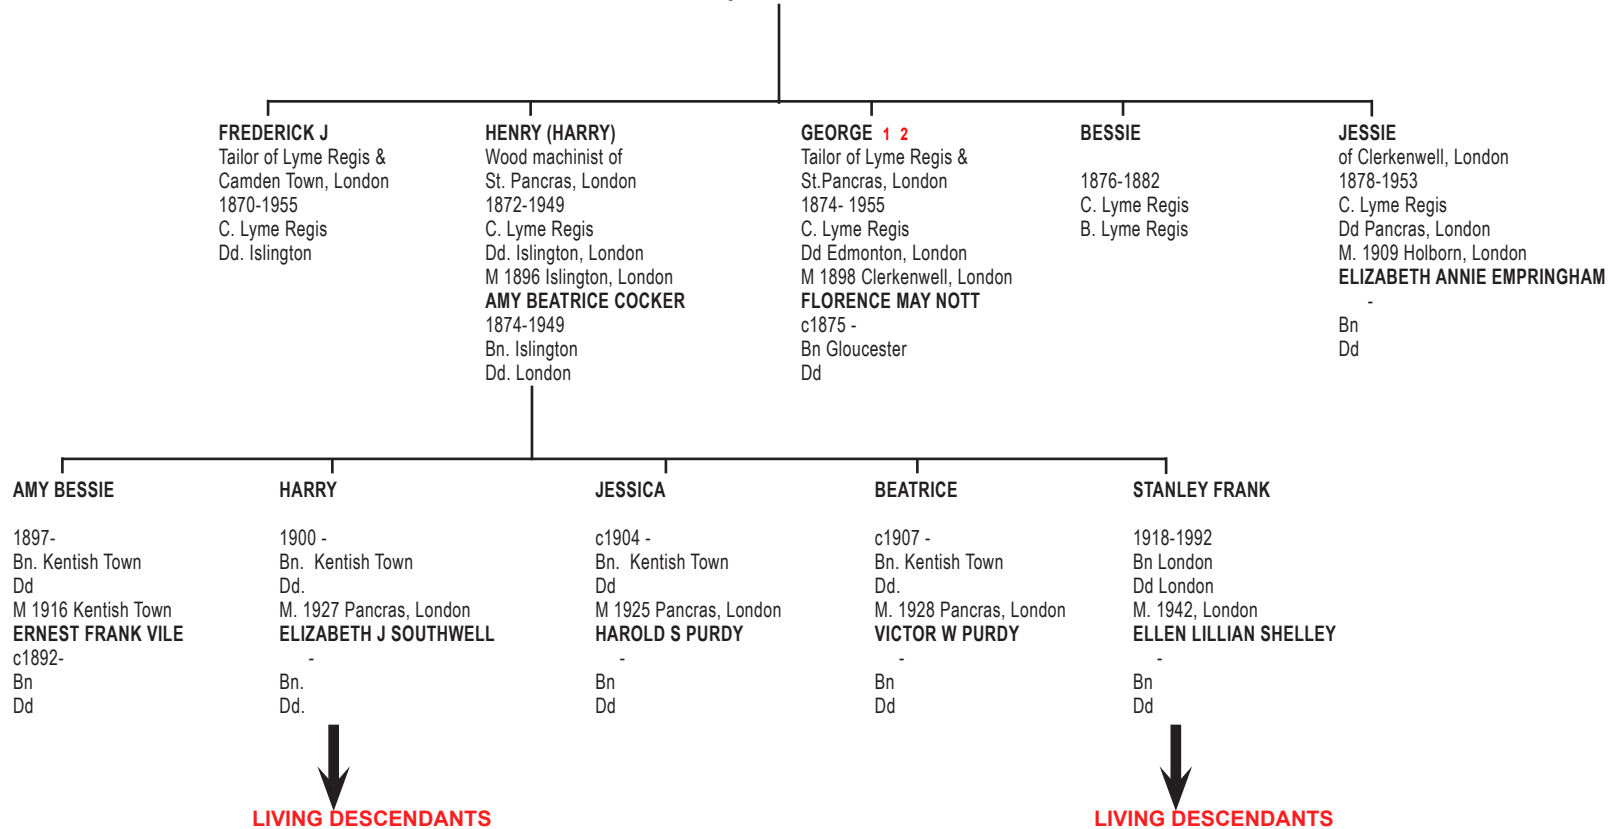 FREDERICK J
Tailor of Lyme Regis &
Camden Town, London
1870-1955
C. Lyme Regis
Dd. Islington
HENRY (HARRY)
Wood machinist of
St. Pancras, London
1872-1949
C. Lyme Regis
Dd. Islington, London
M 1896 Islington, London
AMY BEATRICE COCKER
1874-1949
Bn. Islington
Dd. London
GEORGE 1 2
Tailor of Lyme Regis &
St.Pancras, London
1874- 1955
C. Lyme Regis
Dd Edmonton, London
M 1898 Clerkenwell, London
FLORENCE MAY NOTT
c1875 -
Bn Gloucester
Dd
BESSIE
1876-1882
C. Lyme Regis
B. Lyme Regis
JESSIE
of Clerkenwell, London
1878-1953
C. Lyme Regis
Dd Pancras, London
M. 1909 Holborn, London
ELIZABETH ANNIE EMPRINGHAM
-
Bn
Dd
AMY BESSIE
1897-
Bn. Kentish Town
Dd
M 1916 Kentish Town
ERNEST FRANK VILE
c1892-
Bn
Dd
HARRY
1900 -
Bn. Kentish Town
Dd.
M. 1927 Pancras, London
ELIZABETH J SOUTHWELL
-
Bn.
Dd.
LIVING DESCENDANTS
JESSICA
c1904 -
Bn. Kentish Town
Dd
M 1925 Pancras, London
HAROLD S PURDY
-
Bn
Dd
BEATRICE
c1907 -
Bn. Kentish Town
Dd.
M. 1928 Pancras, London
VICTOR W PURDY
-
Bn
Dd
STANLEY FRANK
1918-1992
Bn London
Dd London
M. 1942, London
ELLEN LILLIAN SHELLEY
-
Bn
Dd
LIVING DESCENDANTS